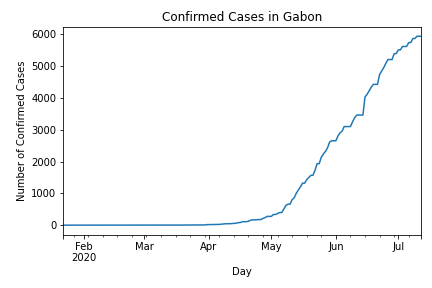 Confirmed Cases in Gabon
Number of Confirmed Cases
6000
5000
4000
3000
2000
1000
0
Feb Mar Apr May Jun Jul
2020
Day